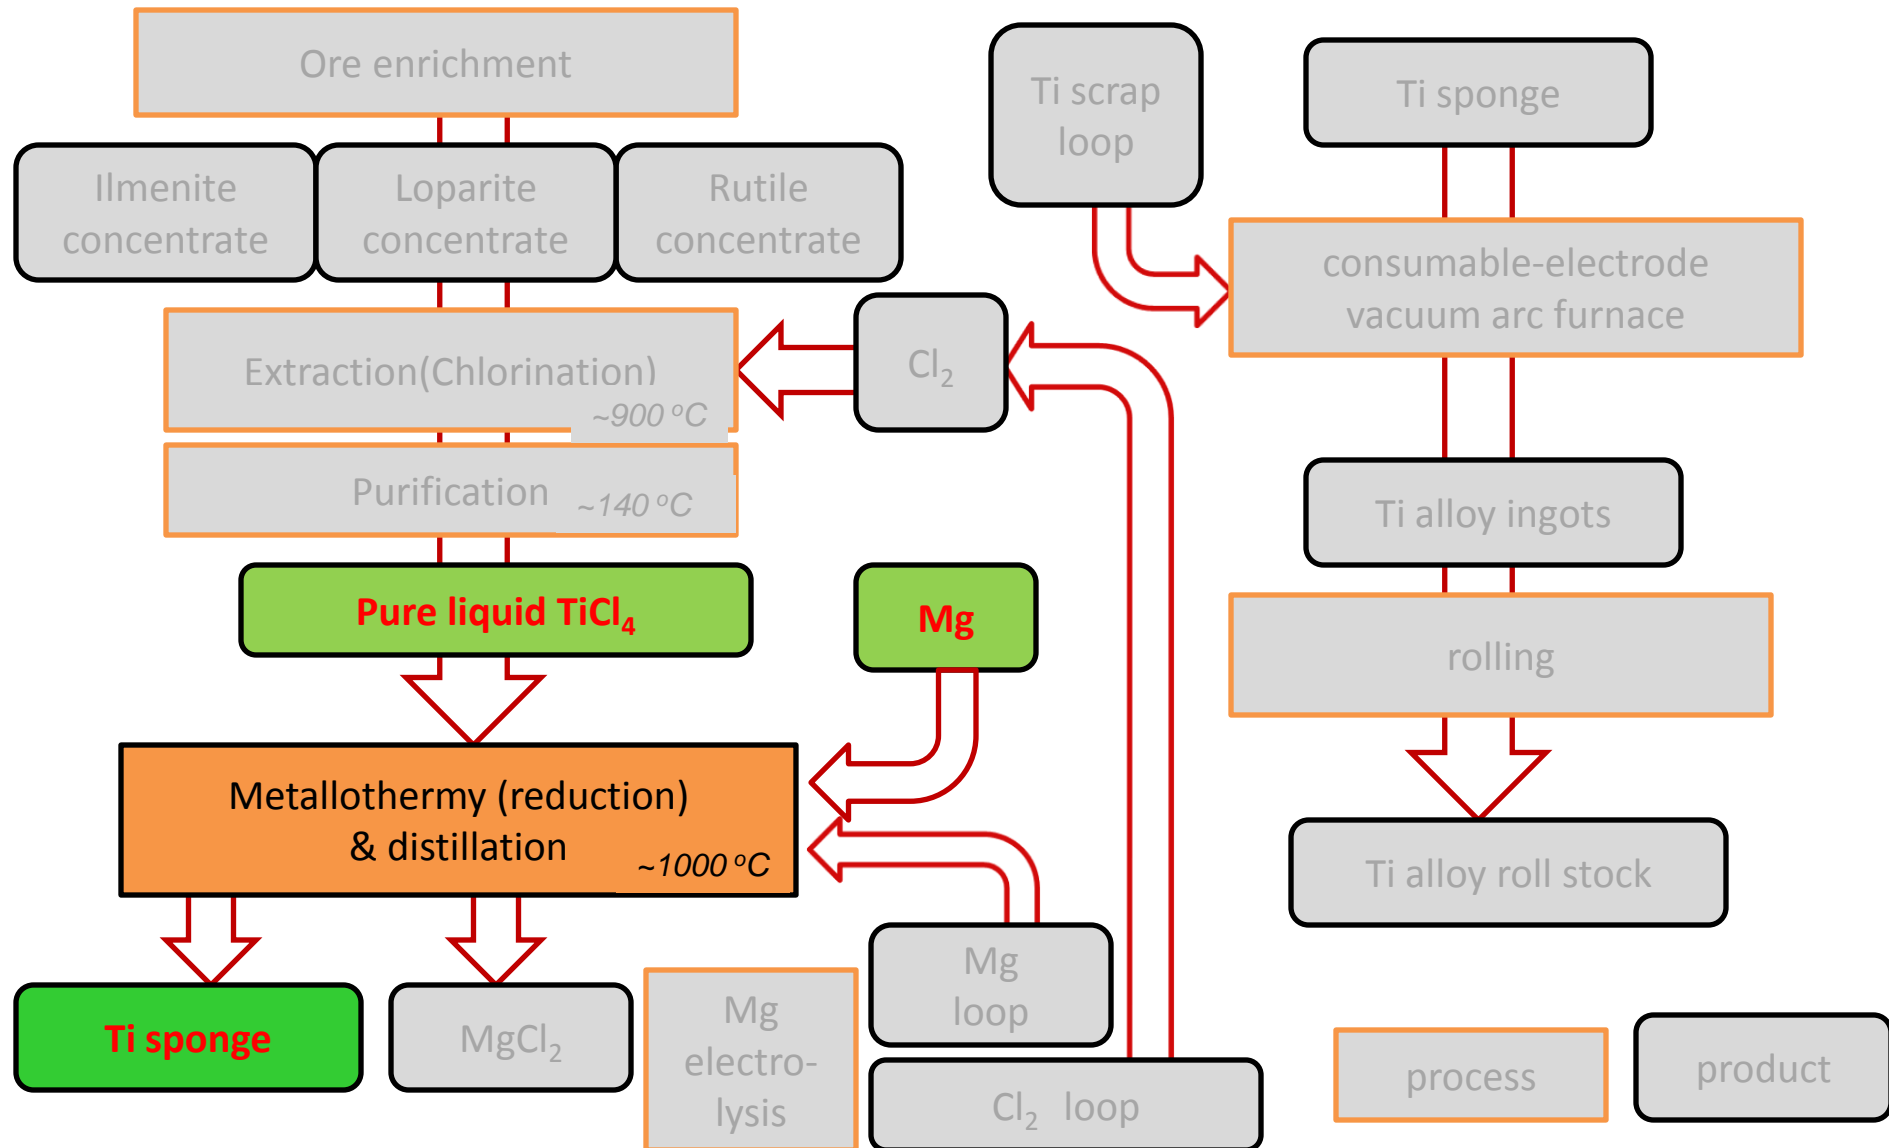 Ore enrichment
Ilmenite
concentrate
Loparite
concentrate
Rutile
concentrate
Extraction(Chlorination)
~900 °C
Cl₂
Purification
~140 °C
Pure liquid TiCl₄
Mg
Metallothermy (reduction)
& distillation
~1000 °C
Ti sponge
MgCl₂
Mg
electro-
lysis
Mg
loop
Cl₂ loop
Ti scrap
loop
Ti sponge
consumable-electrode
vacuum arc furnace
Ti alloy ingots
rolling
Ti alloy roll stock
process
product